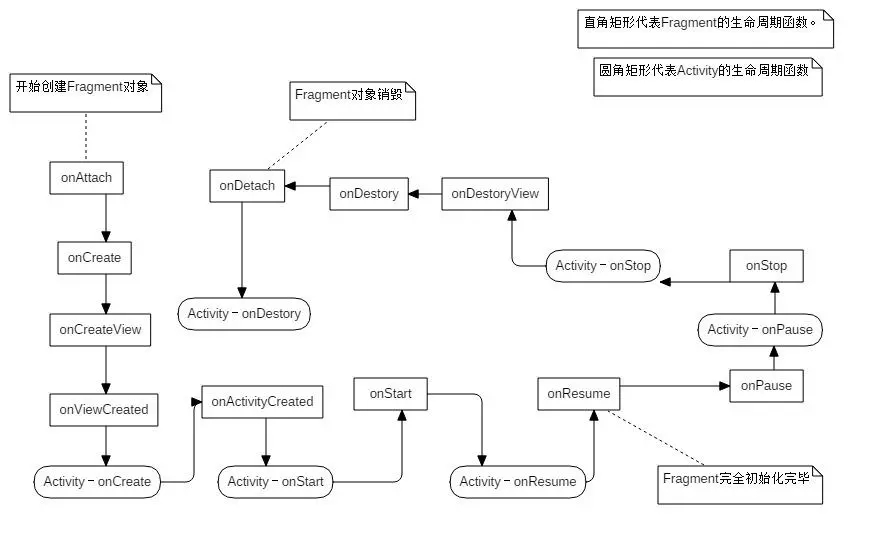 直角矩形代表Fragment的生命周期函数。
圆角矩形代表Activity的生命周期函数
开始创建Fragment对象
Fragment对象销毁
onAttach
onDetach
onDestory
onDestoryView
onCreate
Activity-onStop
onStop
Activity-onDestory
onCreateView
Activity-onPause
onPause
onViewCreated
onActivityCreated
onStart
onResume
Activity-onCreate
Activity-onStart
Activity-onResume
Fragment完全初始化完毕